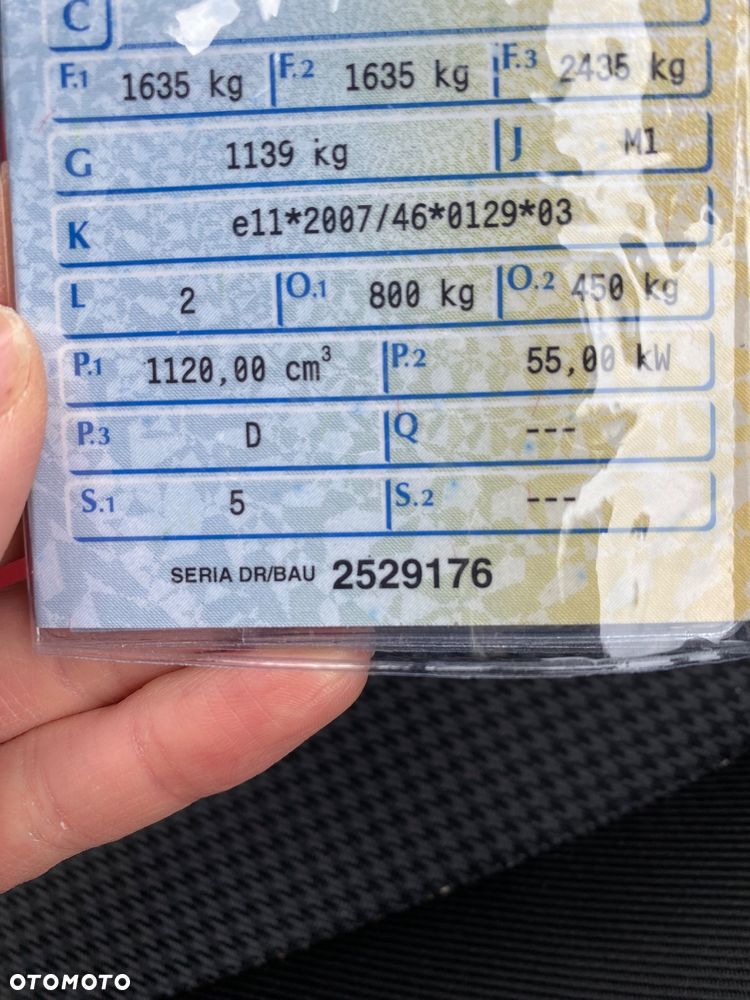 C
F.1 1635 kg F.2 1635 kg F.3 2435 kg
G 1139 kg J M1
K e11*2007/46*0129*03
L 2 O.1 800 kg O.2 450 kg
P.1 1120,00 cm³ P.2 55,00 kW
P.3 D Q ---
S.1 5 S.2 ---
SERIA DR/BAU 2529176
OTOMOTO